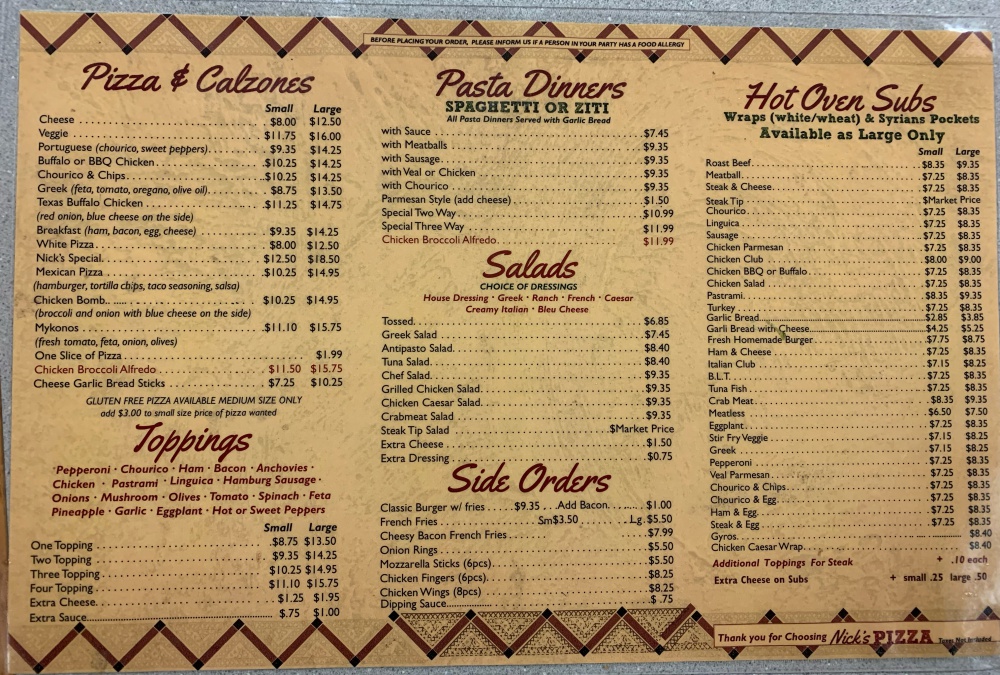 BEFORE PLACING YOUR ORDER, PLEASE INFORM US IF A PERSON IN YOUR PARTY HAS A FOOD ALLERGY
Pizza & Calzones
Small Large
Cheese $8.00 $12.50
Veggie $11.75 $16.00
Portuguese (chourico, sweet peppers) $9.35 $14.25
Buffalo or BBQ Chicken $10.25 $14.25
Chourico & Chips $10.25 $14.25
Greek (feta, tomato, oregano, olive oil) $8.75 $13.50
Texas Buffalo Chicken $11.25 $14.75
(red onion, blue cheese on the side)
Breakfast (ham, bacon, egg, cheese) $9.35 $14.25
White Pizza $8.00 $12.50
Nick's Special $12.50 $18.50
Mexican Pizza $10.25 $14.95
(hamburger, tortilla chips, taco seasoning, salsa)
Chicken Bomb $10.25 $14.95
(broccoli and onion with blue cheese on the side)
Mykonos $11.10 $15.75
(fresh tomato, feta, onion, olives)
One Slice of Pizza $1.99
Chicken Broccoli Alfredo $11.50 $15.75
Cheese Garlic Bread Sticks $7.25 $10.25
GLUTEN FREE PIZZA AVAILABLE MEDIUM SIZE ONLY
add $3.00 to small size price of pizza wanted
Toppings
Pepperoni · Chourico · Ham · Bacon · Anchovies ·
Chicken · Pastrami · Linguica · Hamburg Sausage ·
Onions · Mushroom · Olives · Tomato · Spinach · Feta
Pineapple · Garlic · Eggplant · Hot or Sweet Peppers
Small Large
One Topping $8.75 $13.50
Two Topping $9.35 $14.25
Three Topping $10.25 $14.95
Four Topping $11.10 $15.75
Extra Cheese $1.25 $1.95
Extra Sauce $.75 $1.00
Pasta Dinners
SPAGHETTI OR ZITI
All Pasta Dinners Served with Garlic Bread
with Sauce $7.45
with Meatballs $9.35
with Sausage $9.35
with Veal or Chicken $9.35
with Chourico $9.35
Parmesan Style (add cheese) $1.50
Special Two Way $10.99
Special Three Way $11.99
Chicken Broccoli Alfredo $11.99
Salads
CHOICE OF DRESSINGS
House Dressing · Greek · Ranch · French · Caesar
Creamy Italian · Bleu Cheese
Tossed $6.85
Greek Salad $7.45
Antipasto Salad $8.40
Tuna Salad $8.40
Chef Salad $9.35
Grilled Chicken Salad $9.35
Chicken Caesar Salad $9.35
Crabmeat Salad $9.35
Steak Tip Salad $Market Price
Extra Cheese $1.50
Extra Dressing $0.75
Side Orders
Classic Burger w/ fries $9.35 Add Bacon $1.00
French Fries Sm$3.50 Lg $5.50
Cheesy Bacon French Fries $7.99
Onion Rings $5.50
Mozzarella Sticks (6pcs) $5.50
Chicken Fingers (6pcs) $8.25
Chicken Wings (8pcs) $8.25
Dipping Sauce $ .75
Hot Oven Subs
Wraps (white/wheat) & Syrians Pockets
Available as Large Only
Small Large
Roast Beef $8.35 $9.35
Meatball $7.25 $8.35
Steak & Cheese $7.25 $8.35
Steak Tip $Market Price
Chourico $7.25 $8.35
Linguica $7.25 $8.35
Sausage $7.25 $8.35
Chicken Parmesan $7.25 $8.35
Chicken Club $8.00 $9.00
Chicken BBQ or Buffalo $7.25 $8.35
Chicken Salad $7.25 $8.35
Pastrami $8.35 $9.35
Turkey $7.25 $8.35
Garlic Bread $2.85 $3.85
Garli Bread with Cheese $4.25 $5.25
Fresh Homemade Burger $7.75 $8.75
Ham & Cheese $7.25 $8.35
Italian Club $7.15 $8.25
B.L.T. $7.25 $8.35
Tuna Fish $7.25 $8.35
Crab Meat $8.35 $9.35
Meatless $6.50 $7.50
Eggplant $7.25 $8.35
Stir Fry Veggie $7.15 $8.25
Greek $7.15 $8.25
Pepperoni $7.25 $8.35
Veal Parmesan $7.25 $8.35
Chourico & Chips $7.25 $8.35
Chourico & Egg $7.25 $8.35
Ham & Egg $7.25 $8.35
Steak & Egg $7.25 $8.35
Gyros $8.40
Chicken Caesar Wrap $8.40
Additional Toppings For Steak + .10 each
Extra Cheese on Subs + small .25 large .50
Thank you for Choosing Nick's PIZZA Taxes Not Included